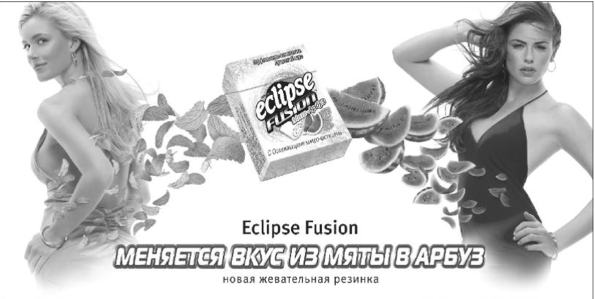 eclipse
FUSION
Eclipse Fusion
МЕНЯЕТСЯ ВКУС ИЗ МЯТЫ В АРБУЗ
новая жевательная резинка